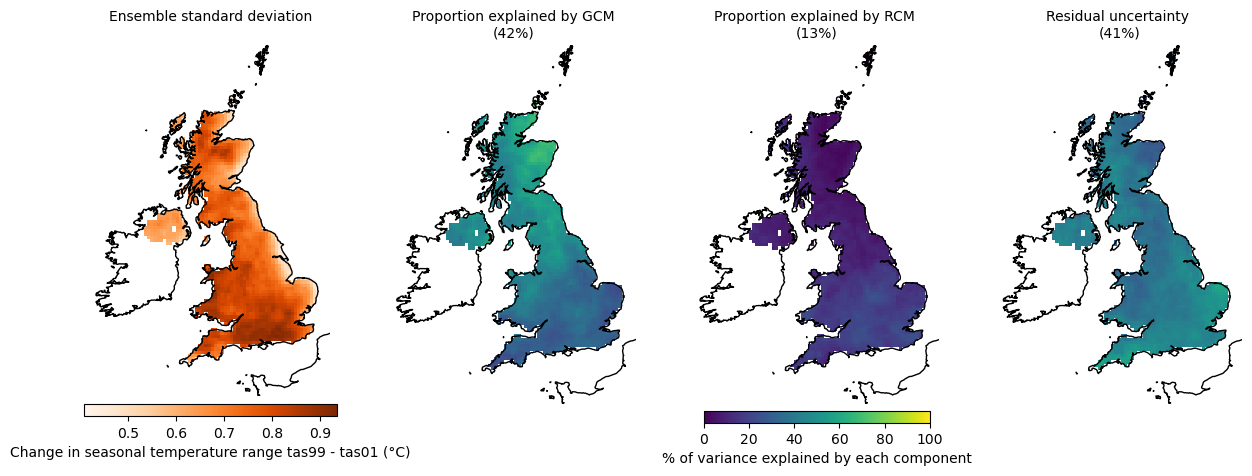 Ensemble standard deviation
Proportion explained by GCM
(42%)
Proportion explained by RCM
(13%)
Residual uncertainty
(41%)
0.5 0.6 0.7 0.8 0.9
Change in seasonal temperature range tas99 - tas01 (°C)
0 20 40 60 80 100
% of variance explained by each component